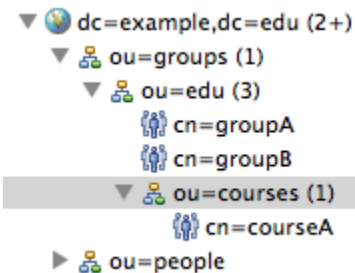 dc=example,dc=edu (2+)
ou=groups (1)
ou=edu (3)
cn=groupA
cn=groupB
ou=courses (1)
cn=courseA
ou=people